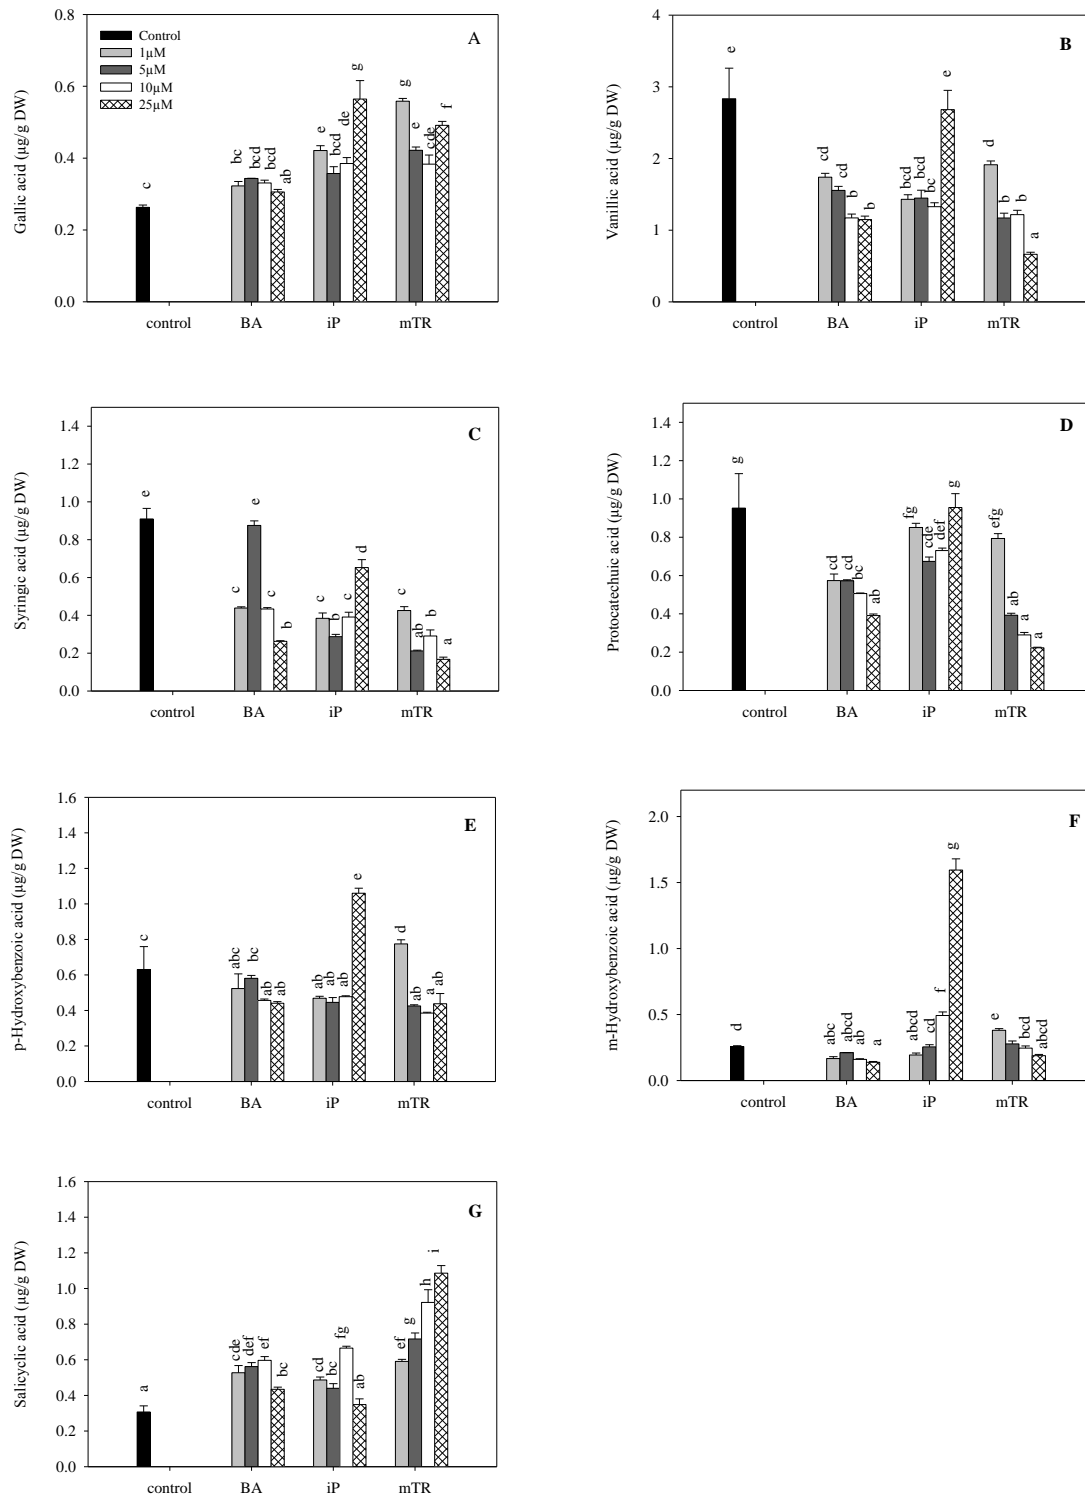 A
Control
1µM
5µM
10µM
25µM
Gallic acid (µg/g DW)
0.8
0.6
0.4
0.2
0.0
c
bc
bcd
bcd
ab
e
bcd
de
g
g
e
cde
f
control BA iP mTR
B
Vanillic acid (µg/g DW)
4
3
2
1
0
e
cd
cd
b
b
bcd
bcd
bc
e
d
b
b
a
control BA iP mTR
C
Syringic acid (µg/g DW)
1.4
1.2
1.0
0.8
0.6
0.4
0.2
0.0
e
c
e
c
b
c
b
c
d
c
ab
b
a
control BA iP mTR
D
Protocatechuic acid (µg/g DW)
1.4
1.2
1.0
0.8
0.6
0.4
0.2
0.0
g
cd
cd
bc
ab
fg
cde
def
g
efg
ab
a
a
control BA iP mTR
E
p-Hydroxybenzoic acid (µg/g DW)
1.6
1.4
1.2
1.0
0.8
0.6
0.4
0.2
0.0
c
abc
bc
ab
ab
ab
ab
ab
e
d
ab
a
ab
control BA iP mTR
F
m-Hydroxybenzoic acid (µg/g DW)
2.0
1.5
1.0
0.5
0.0
d
abc
abcd
ab
a
abcd
cd
f
g
e
cd
bcd
abcd
control BA iP mTR
G
Salicyclic acid (µg/g DW)
1.6
1.4
1.2
1.0
0.8
0.6
0.4
0.2
0.0
a
cde
def
ef
bc
cd
bc
fg
ab
ef
g
h
i
control BA iP mTR